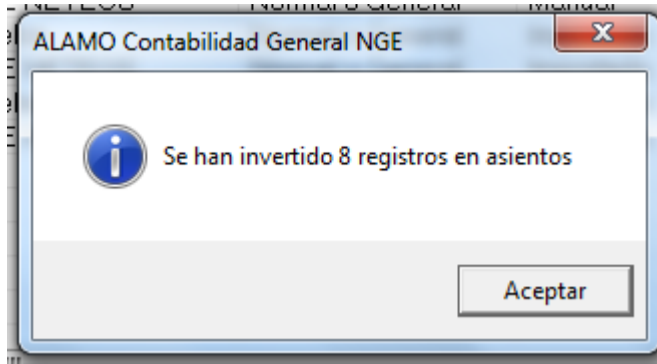 ALAMO Contabilidad General NGE
Se han invertido 8 registros en asientos
Aceptar